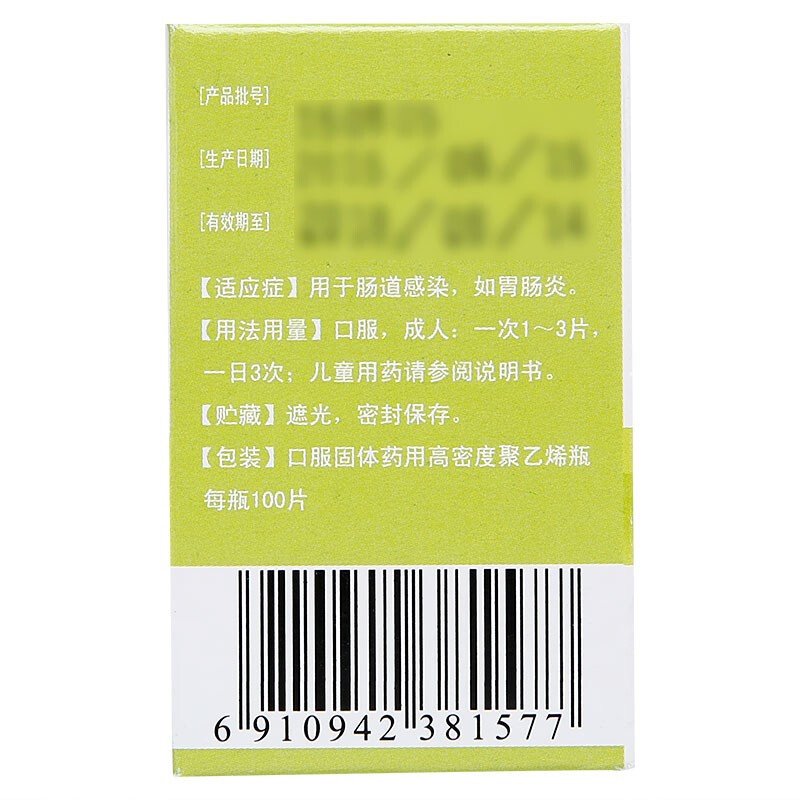 [产品批号]
[生产日期]
[有效期至]
【适应症】用于肠道感染，如胃肠炎。
【用法用量】口服，成人：一次1～3片，
一日3次；儿童用药请参阅说明书。
【贮藏】遮光，密封保存。
【包装】口服固体药用高密度聚乙烯瓶
每瓶100片
6 910942 381577